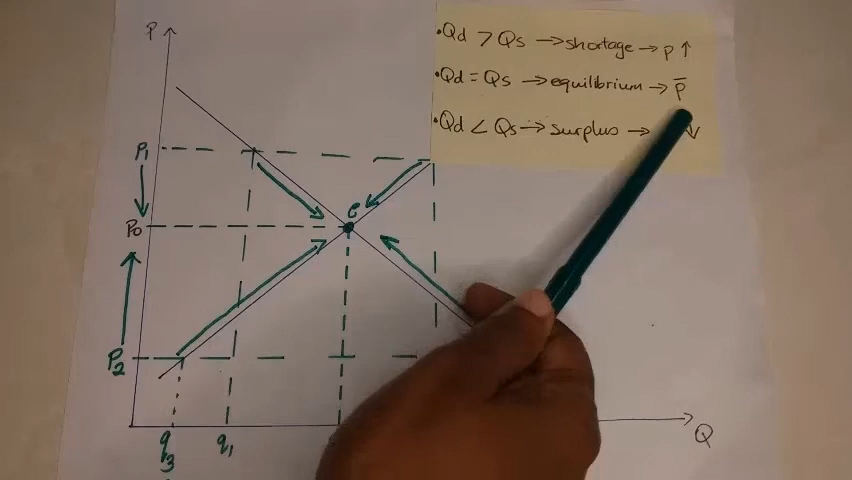 P
•Qd > Qs → shortage → p ↑
•Qd = Qs → equilibrium → p̄
•Qd < Qs → surplus → ↓
P1
e
P0
P2
q3
q1
Q